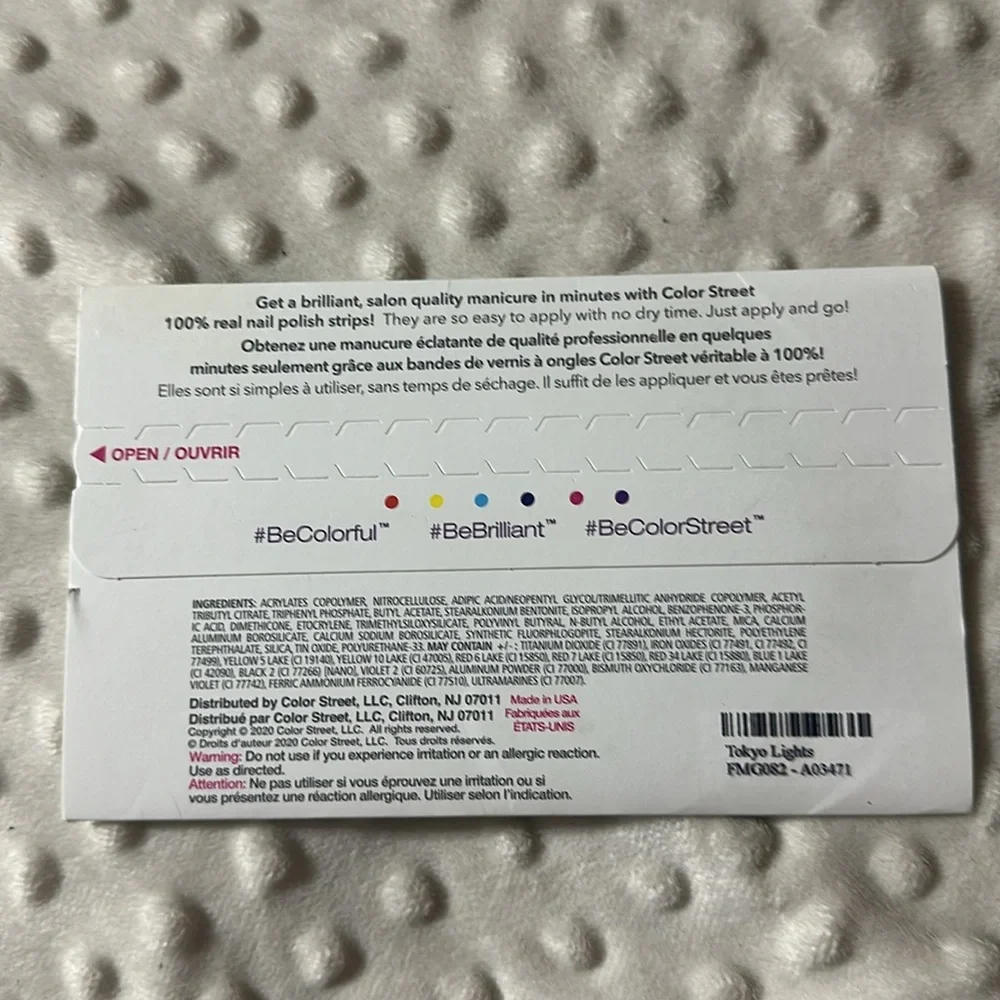 Get a brilliant, salon quality manicure in minutes with Color Street
100% real nail polish strips! They are so easy to apply with no dry time. Just apply and go!
Obtenez une manucure éclatante de qualité professionnelle en quelques
minutes seulement grâce aux bandes de vernis à ongles Color Street véritable à 100%!
Elles sont si simples à utiliser, sans temps de séchage. Il suffit de les appliquer et vous êtes prêtes!
◀ OPEN / OUVRIR
#BeColorful™ #BeBrilliant™ #BeColorStreet™
INGREDIENTS: ACRYLATES COPOLYMER, NITROCELLULOSE, ADIPIC ACID/NEOPENTYL GLYCOUTRIMELLITIC ANHYDRIDE COPOLYMER, ACETYL
TRIBUTYL CITRATE, TRIPHENYL PHOSPHATE, BUTYL ACETATE, STEARALKONIUM BENTONITE, ISOPROPYL ALCOHOL, BENZOPHENONE-3, PHOSPHOR-
IC ACID, DIMETHICONE, ETOCRYLENE, TRIMETHYLSILOXYSILICATE, POLYVINYL BUTYRAL, N-BUTYL ALCOHOL, ETHYL ACETATE, MICA, CALCIUM
ALUMINUM BOROSILICATE, CALCIUM SODIUM BOROSILICATE, SYNTHETIC FLUORPHLOGOPITE, STEARALKONIUM HECTORITE, POLYETHYLENE
TEREPHTHALATE, SILICA, TIN OXIDE, POLYURETHANE-33. MAY CONTAIN +/- : TITANIUM DIOXIDE (CI 77891), IRON OXIDES (CI 77491, CI 77492, CI
77499), YELLOW 5 LAKE (CI 19140), YELLOW 10 LAKE (CI 47005), RED 6 LAKE (CI 15850), RED 7 LAKE (CI 15850), RED 34 LAKE (CI 15880), BLUE 1 LAKE
(CI 42090), BLACK 2 (CI 77266) [NANO], VIOLET 2 (CI 60725), ALUMINUM POWDER (CI 77000), BISMUTH OXYCHLORIDE (CI 77163), MANGANESE
VIOLET (CI 77742), FERRIC AMMONIUM FERROCYANIDE (CI 77510), ULTRAMARINES (CI 77007).
Distributed by Color Street, LLC, Clifton, NJ 07011 Made in USA
Distribué par Color Street, LLC, Clifton, NJ 07011 Fabriquées aux
Copyright © 2020 Color Street, LLC. All rights reserved. ÉTATS-UNIS
© Droits d'auteur 2020 Color Street, LLC. Tous droits réservés.
Warning: Do not use if you experience irritation or an allergic reaction.
Use as directed.
Attention: Ne pas utiliser si vous éprouvez une irritation ou si
vous présentez une réaction allergique. Utiliser selon l'indication.
Tokyo Lights
FMG082 - A03471